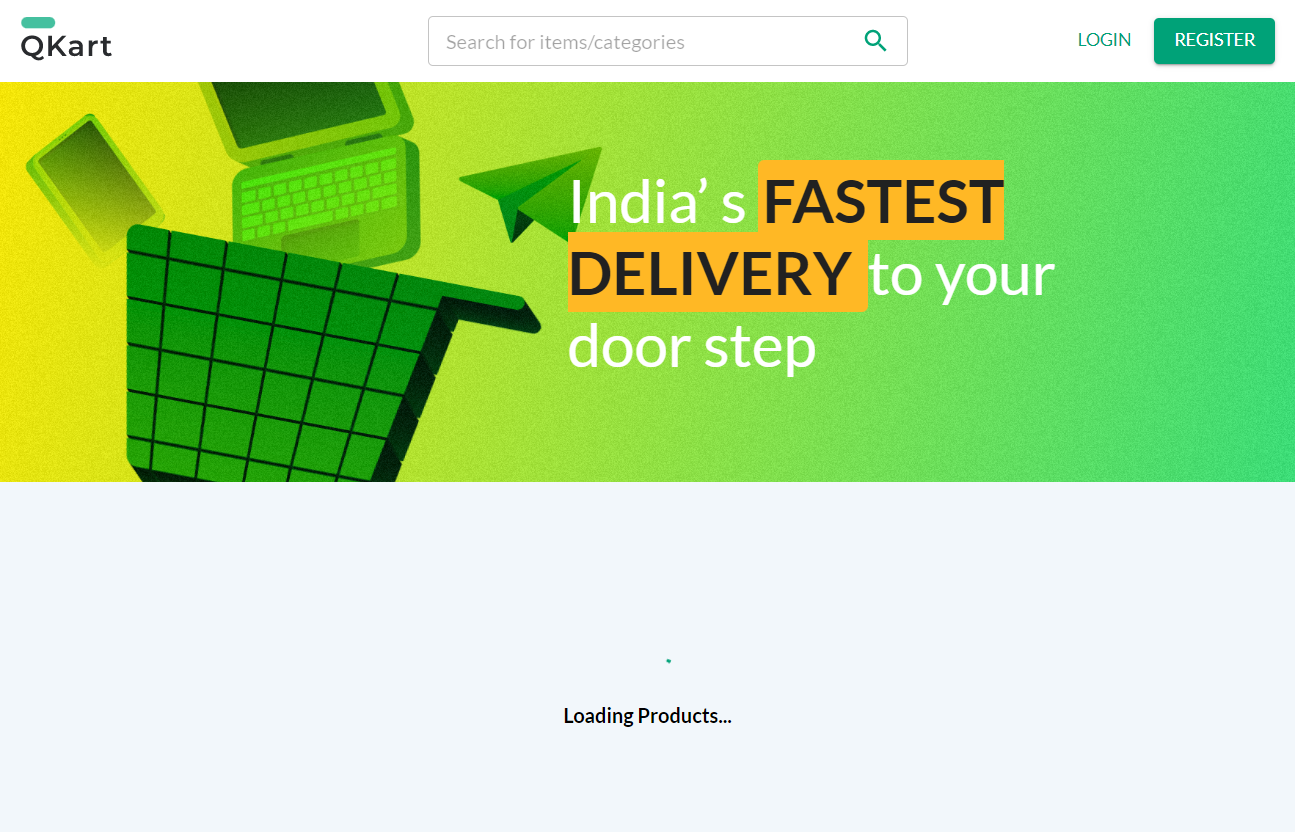 QKart
Search for items/categories
LOGIN
REGISTER
India’ s FASTEST
DELIVERY to your
door step
Loading Products...